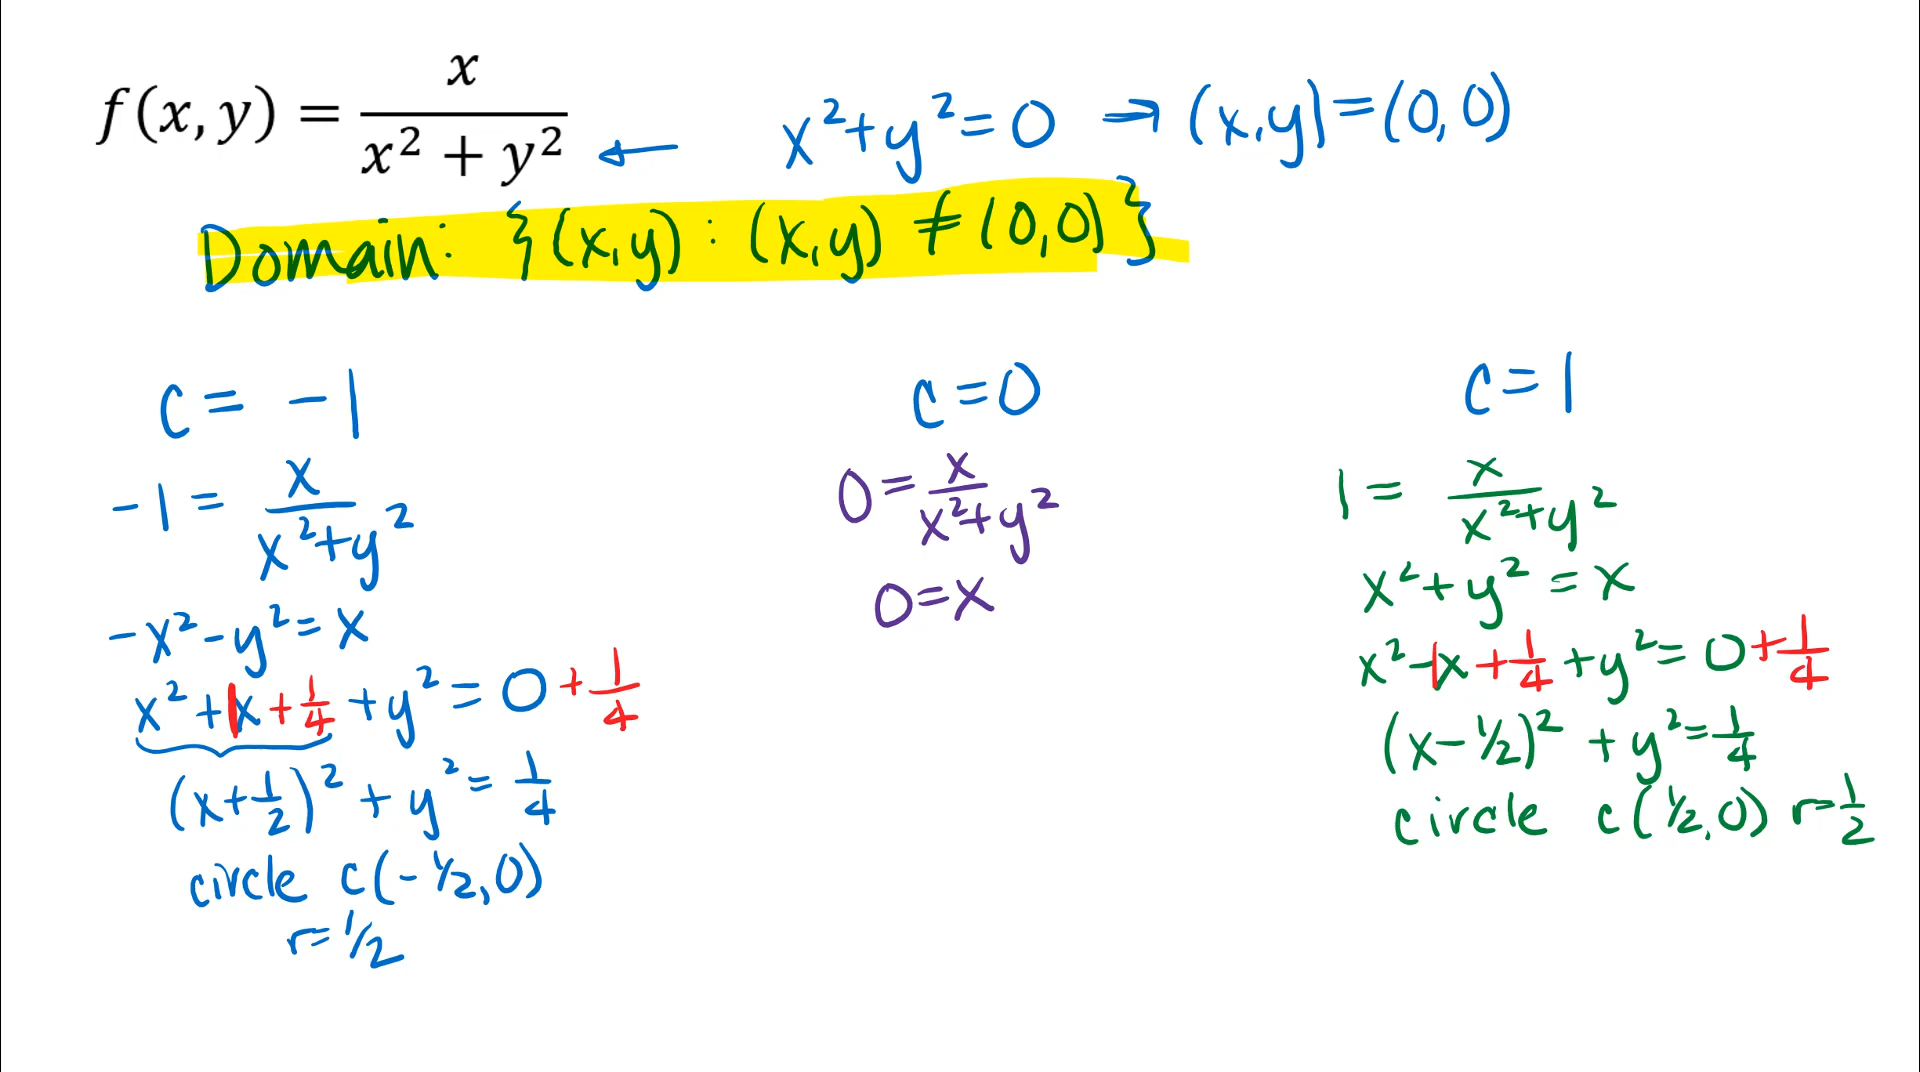 f(x, y) = x / (x² + y²) ← x² + y² = 0 → (x,y) = (0,0)
Domain: {(x,y) : (x,y) ≠ (0,0)}
c = -1
-1 = x / (x² + y²)
-x² - y² = x
x² + 1x + 1/4 + y² = 0 + 1/4
(x + 1/2)² + y² = 1/4
circle c(-1/2, 0)
r = 1/2
c = 0
0 = x / (x² + y²)
0 = x
c = 1
1 = x / (x² + y²)
x² + y² = x
x² - 1x + 1/4 + y² = 0 + 1/4
(x - 1/2)² + y² = 1/4
circle c(1/2, 0) r = 1/2